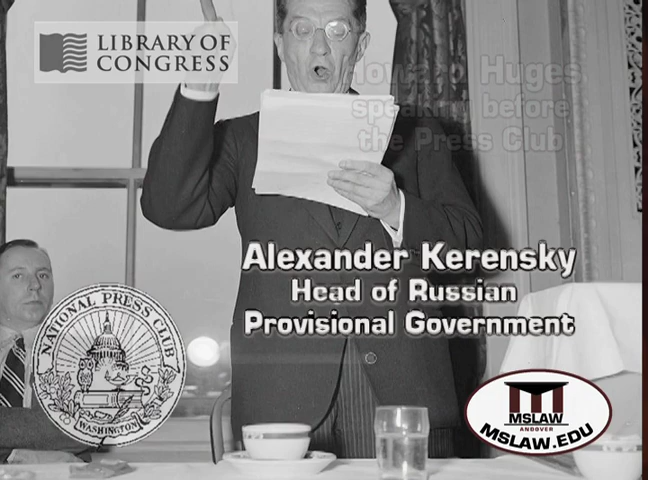 LIBRARY OF
CONGRESS
Howard Huges
speaking before
the Press Club
Alexander Kerensky
Head of Russian
Provisional Government
NATIONAL PRESS CLUB
WASHINGTON
MSLAW
ANDOVER
MSLAW.EDU